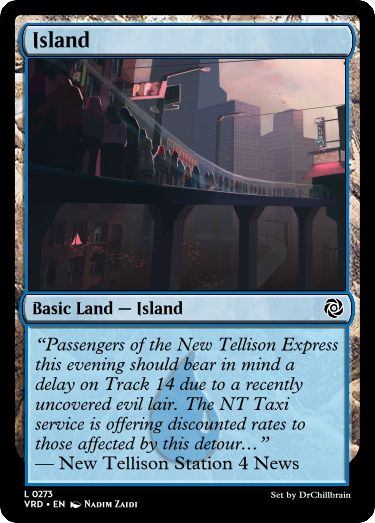 Island
Basic Land — Island
“Passengers of the New Tellison Express
this evening should bear in mind a
delay on Track 14 due to a recently
uncovered evil lair. The NT Taxi
service is offering discounted rates to
those affected by this detour…”
— New Tellison Station 4 News
L 0273
VRD • EN Nadim Zaidi
Set by DrChillbrain